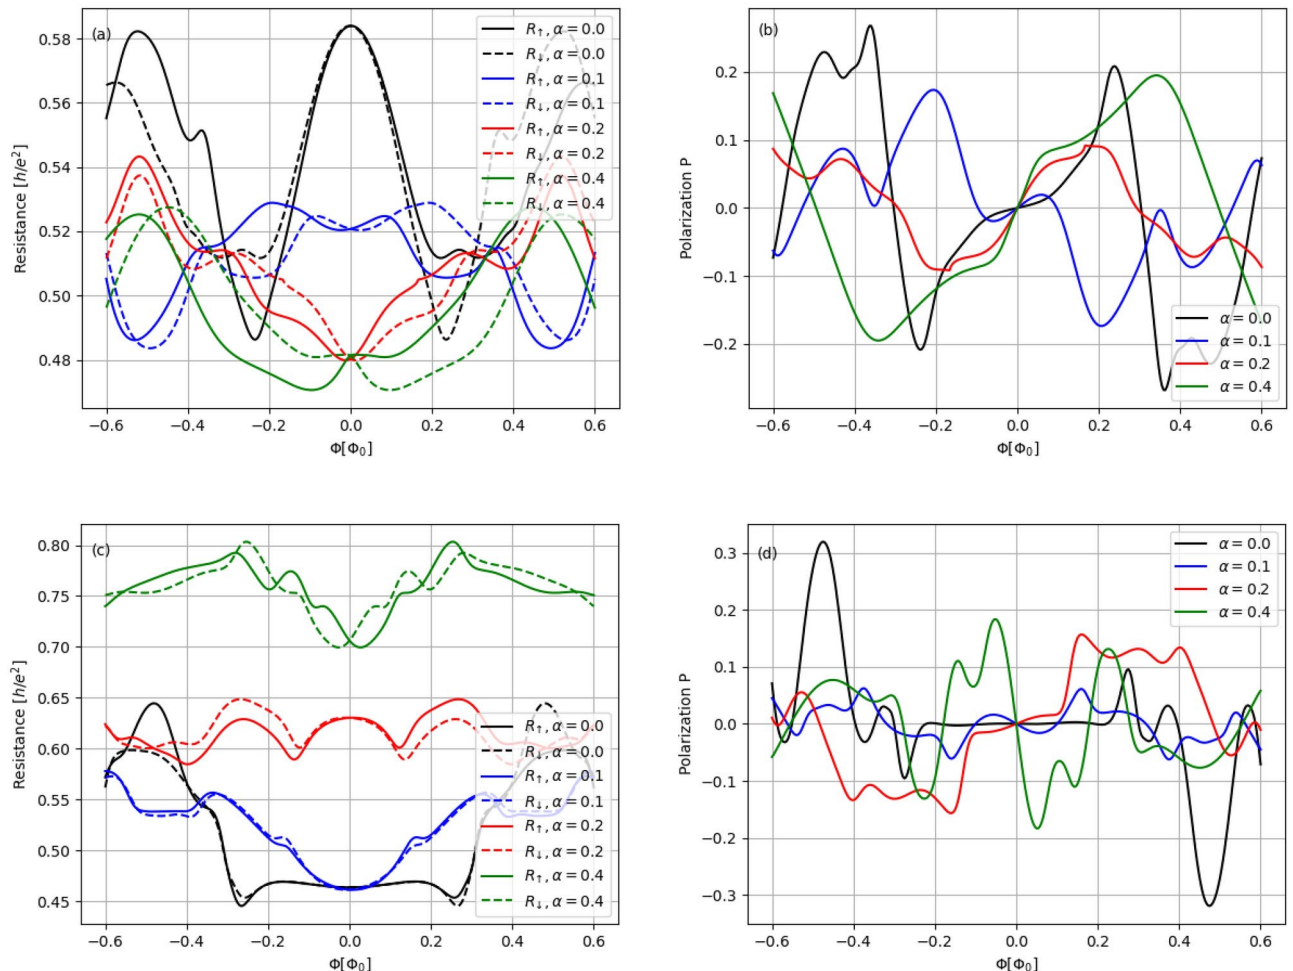 (a)
Resistance [h/e²]
0.58
0.56
0.54
0.52
0.50
0.48
−0.6 −0.4 −0.2 0.0 0.2 0.4 0.6
Φ[Φ₀]
R↑, α = 0.0
R↓, α = 0.0
R↑, α = 0.1
R↓, α = 0.1
R↑, α = 0.2
R↓, α = 0.2
R↑, α = 0.4
R↓, α = 0.4
(b)
Polarization P
0.2
0.1
0.0
−0.1
−0.2
−0.6 −0.4 −0.2 0.0 0.2 0.4 0.6
Φ[Φ₀]
α = 0.0
α = 0.1
α = 0.2
α = 0.4
(c)
Resistance [h/e²]
0.80
0.75
0.70
0.65
0.60
0.55
0.50
0.45
−0.6 −0.4 −0.2 0.0 0.2 0.4 0.6
Φ[Φ₀]
R↑, α = 0.0
R↓, α = 0.0
R↑, α = 0.1
R↓, α = 0.1
R↑, α = 0.2
R↓, α = 0.2
R↑, α = 0.4
R↓, α = 0.4
(d)
Polarization P
0.3
0.2
0.1
0.0
−0.1
−0.2
−0.3
−0.6 −0.4 −0.2 0.0 0.2 0.4 0.6
Φ[Φ₀]
α = 0.0
α = 0.1
α = 0.2
α = 0.4